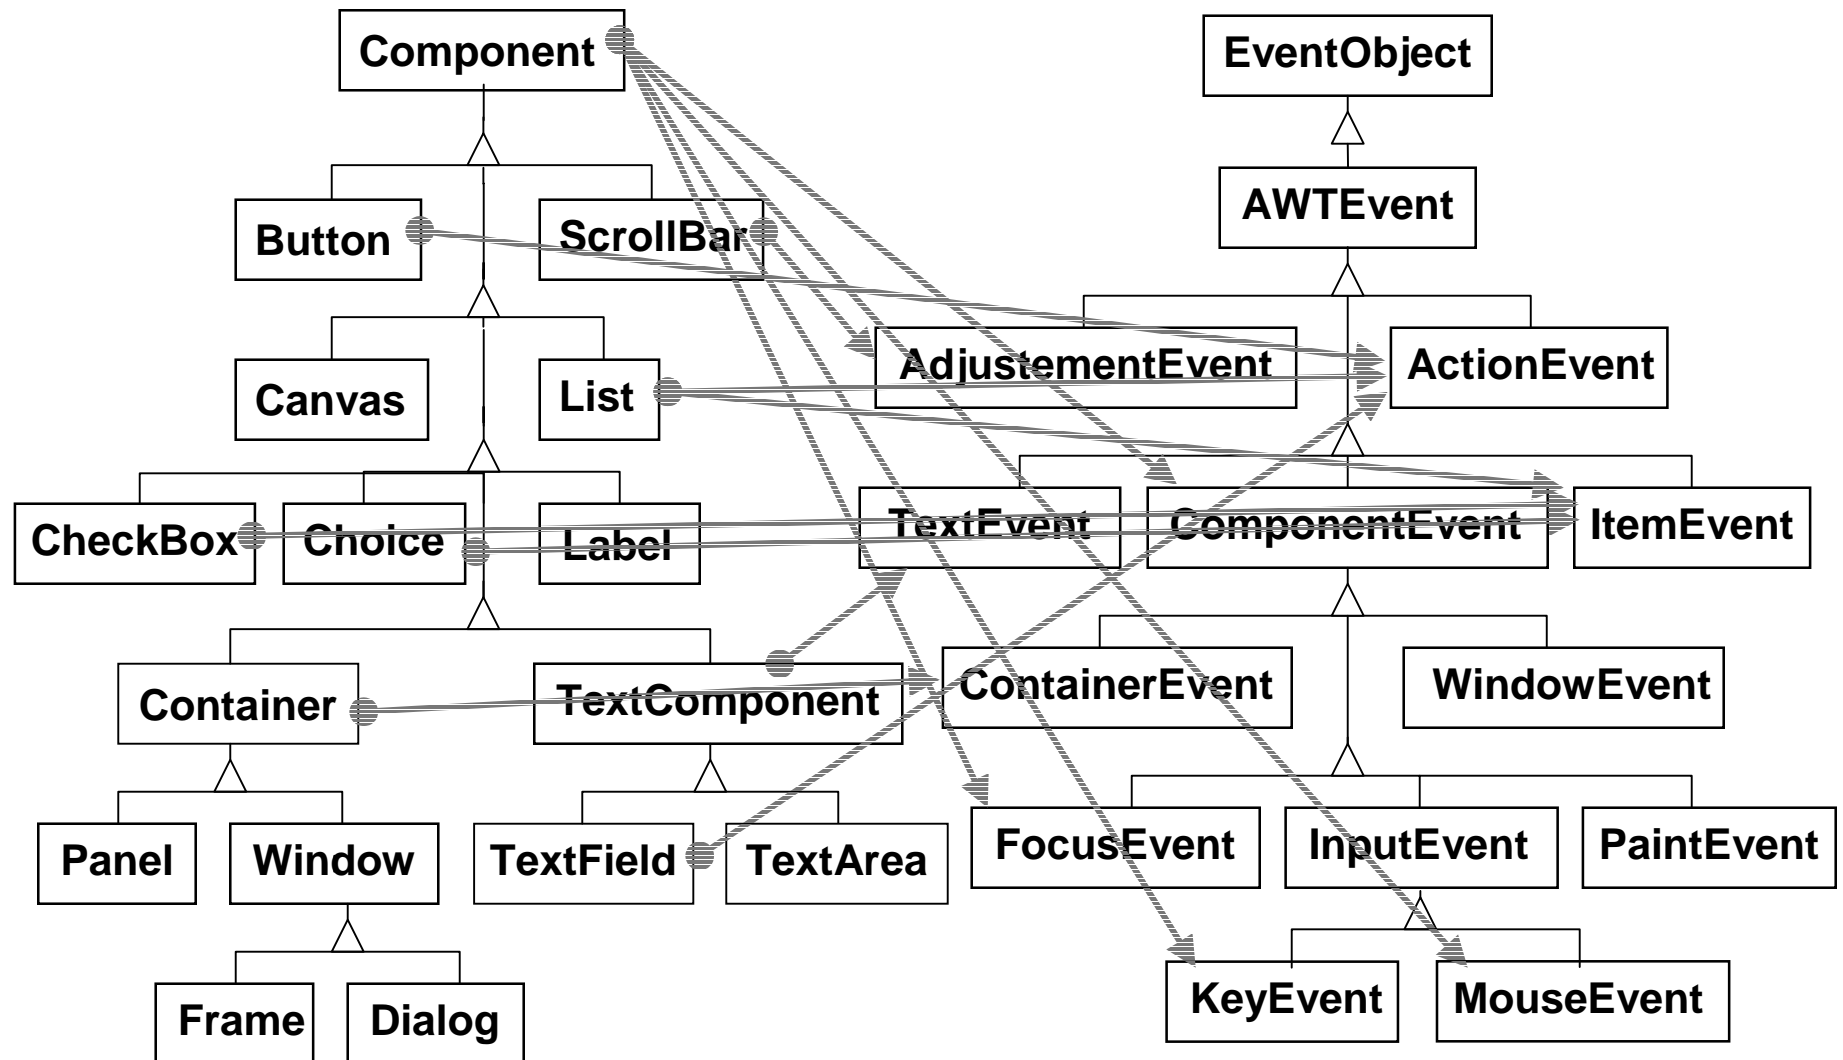 Component
EventObject
AWTEvent
Button
ScrollBar
AdjustementEvent
ActionEvent
Canvas
List
CheckBox
Choice
Label
TextEvent
ComponentEvent
ItemEvent
Container
TextComponent
ContainerEvent
WindowEvent
Panel
Window
TextField
TextArea
FocusEvent
InputEvent
PaintEvent
Frame
Dialog
KeyEvent
MouseEvent